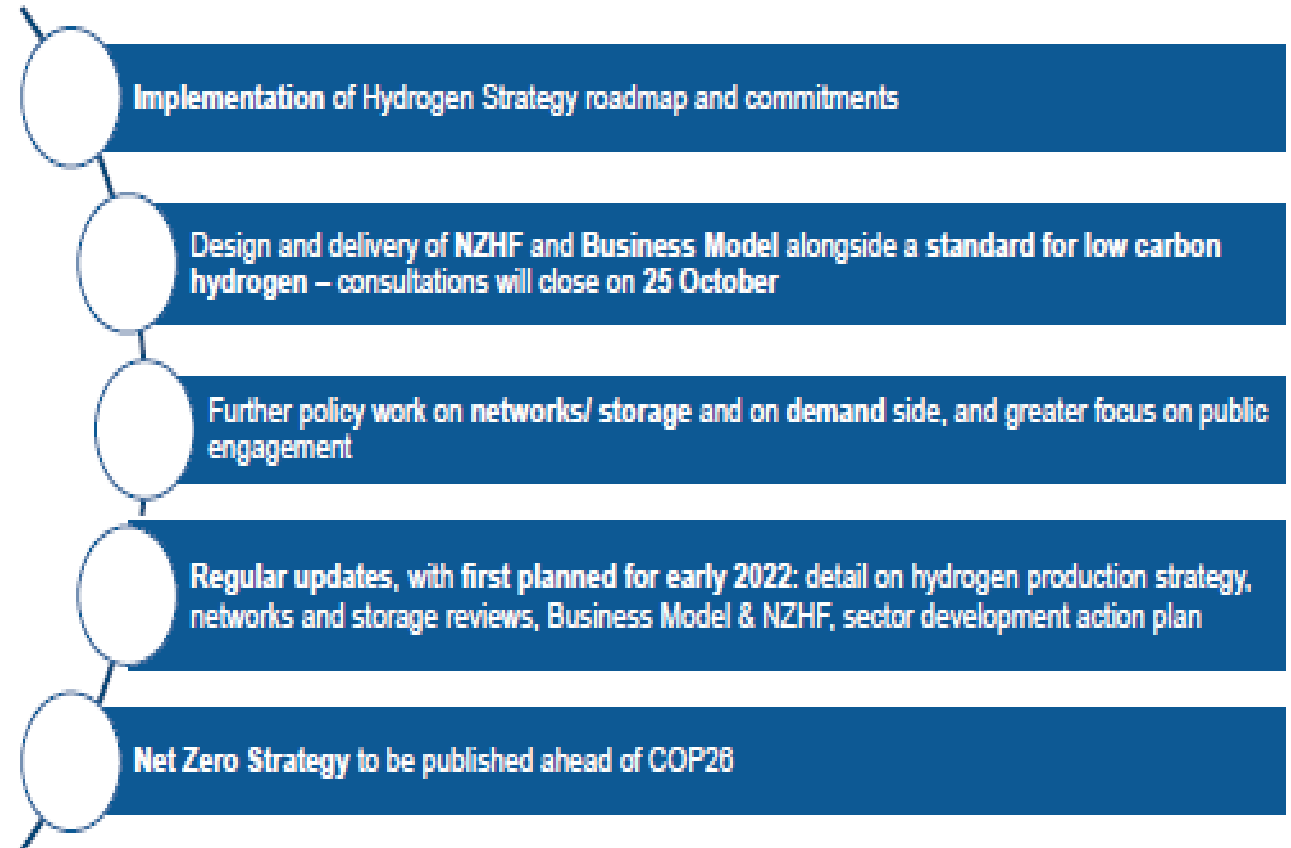 Implementation of Hydrogen Strategy roadmap and commitments
Design and delivery of NZHF and Business Model alongside a standard for low carbon
hydrogen – consultations will close on 25 October
Further policy work on networks/ storage and on demand side, and greater focus on public
engagement
Regular updates, with first planned for early 2022: detail on hydrogen production strategy,
networks and storage reviews, Business Model & NZHF, sector development action plan
Net Zero Strategy to be published ahead of COP26